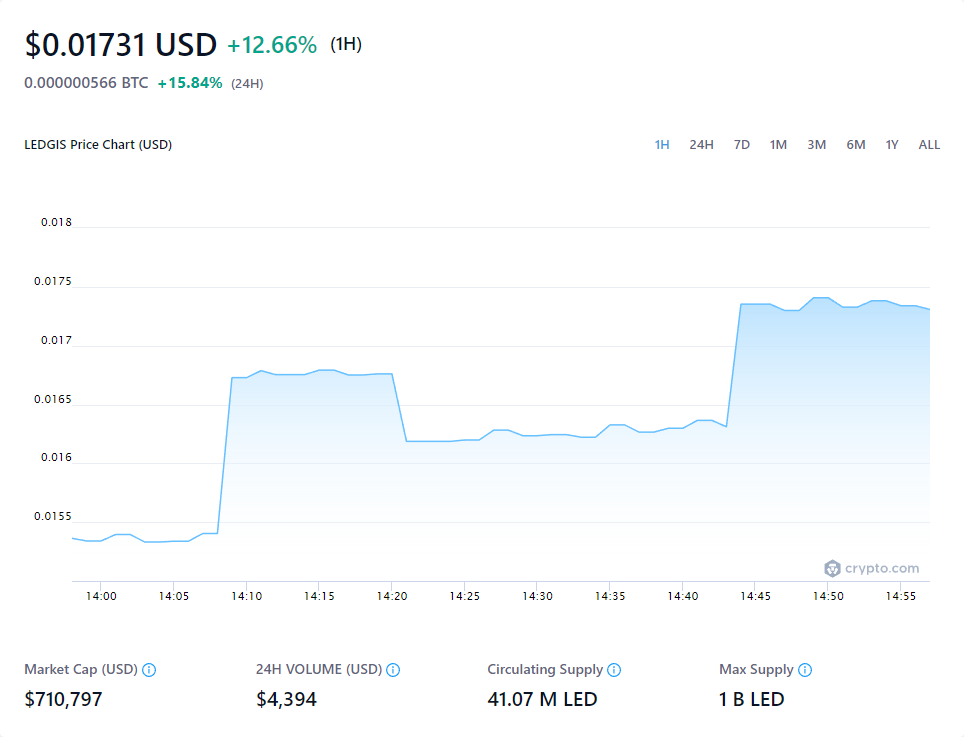 $0.01731 USD +12.66% (1H)
0.000000566 BTC +15.84% (24H)
LEDGIS Price Chart (USD) 1H 24H 7D 1M 3M 6M 1Y ALL
0.018
0.0175
0.017
0.0165
0.016
0.0155
crypto.com
14:00 14:05 14:10 14:15 14:20 14:25 14:30 14:35 14:40 14:45 14:50 14:55
Market Cap (USD) 24H VOLUME (USD) Circulating Supply Max Supply
$710,797 $4,394 41.07 M LED 1 B LED